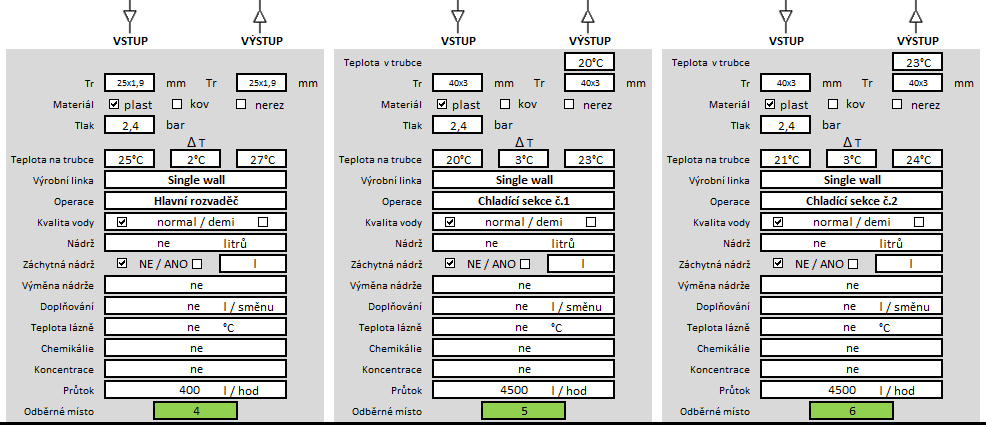 VSTUP VÝSTUP
Tr 25x1,9 mm Tr 25x1,9 mm
Materiál plast kov nerez
Tlak 2,4 bar
Δ T
Teplota na trubce 25°C 2°C 27°C
Výrobní linka Single wall
Operace Hlavní rozvaděč
Kvalita vody normal / demi
Nádrž ne litrů
Záchytná nádrž NE / ANO l
Výměna nádrže ne
Doplňování ne l / směnu
Teplota lázně ne °C
Chemikálie ne
Koncentrace ne
Průtok 400 l / hod
Odběrné místo 4
VSTUP VÝSTUP
Teplota v trubce 20°C
Tr 40x3 mm Tr 40x3 mm
Materiál plast kov nerez
Tlak 2,4 bar
Δ T
Teplota na trubce 20°C 3°C 23°C
Výrobní linka Single wall
Operace Chladící sekce č.1
Kvalita vody normal / demi
Nádrž ne litrů
Záchytná nádrž NE / ANO l
Výměna nádrže ne
Doplňování ne l / směnu
Teplota lázně ne °C
Chemikálie ne
Koncentrace ne
Průtok 4500 l / hod
Odběrné místo 5
VSTUP VÝSTUP
Teplota v trubce 23°C
Tr 40x3 mm Tr 40x3 mm
Materiál plast kov nerez
Tlak 2,4 bar
Δ T
Teplota na trubce 21°C 3°C 24°C
Výrobní linka Single wall
Operace Chladící sekce č.2
Kvalita vody normal / demi
Nádrž ne litrů
Záchytná nádrž NE / ANO l
Výměna nádrže ne
Doplňování ne l / směnu
Teplota lázně ne °C
Chemikálie ne
Koncentrace ne
Průtok 4500 l / hod
Odběrné místo 6